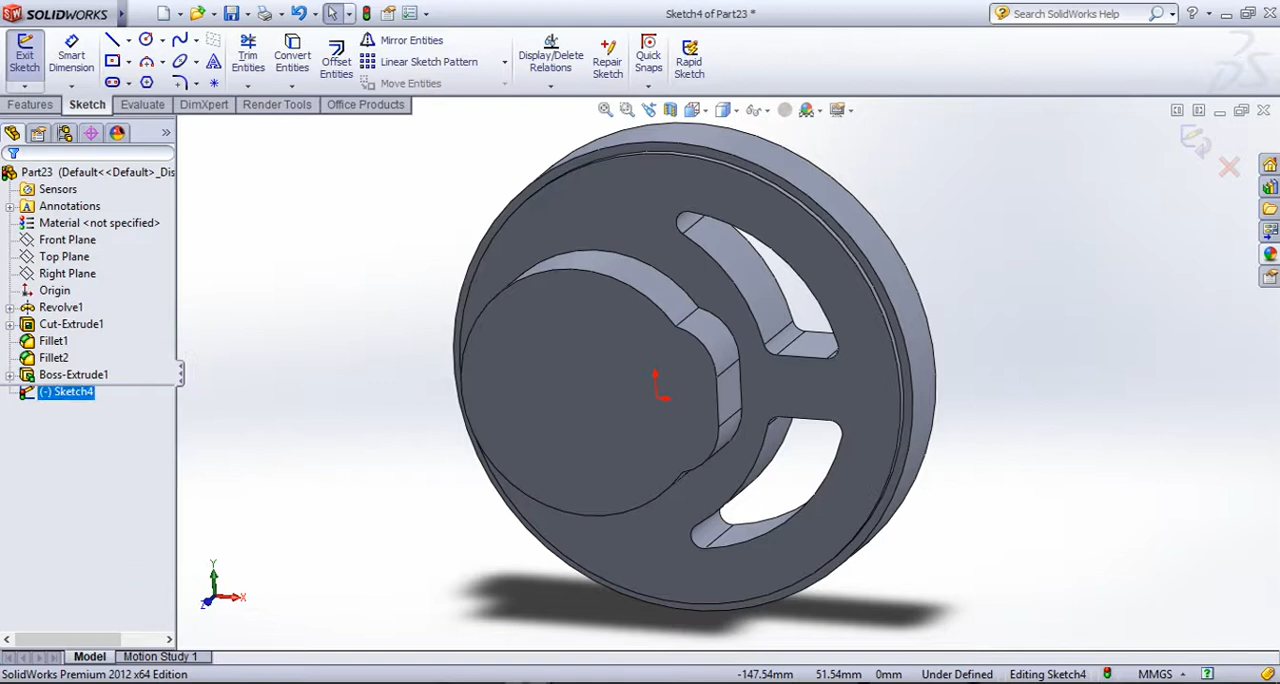 SOLIDWORKS
Sketch4 of Part23 *
Search SolidWorks Help
Exit Sketch
Smart Dimension
Trim Entities
Convert Entities
Offset Entities
Mirror Entities
Linear Sketch Pattern
Move Entities
Display/Delete Relations
Repair Sketch
Quick Snaps
Rapid Sketch
Features
Sketch
Evaluate
DimXpert
Render Tools
Office Products
Part23 (Default<<Default>_Dis
Sensors
Annotations
Material <not specified>
Front Plane
Top Plane
Right Plane
Origin
Revolve1
Cut-Extrude1
Fillet1
Fillet2
Boss-Extrude1
(-) Sketch4
Y
X
Z
Model
Motion Study 1
SolidWorks Premium 2012 x64 Edition
-147.54mm
51.54mm
0mm
Under Defined
Editing Sketch4
MMGS